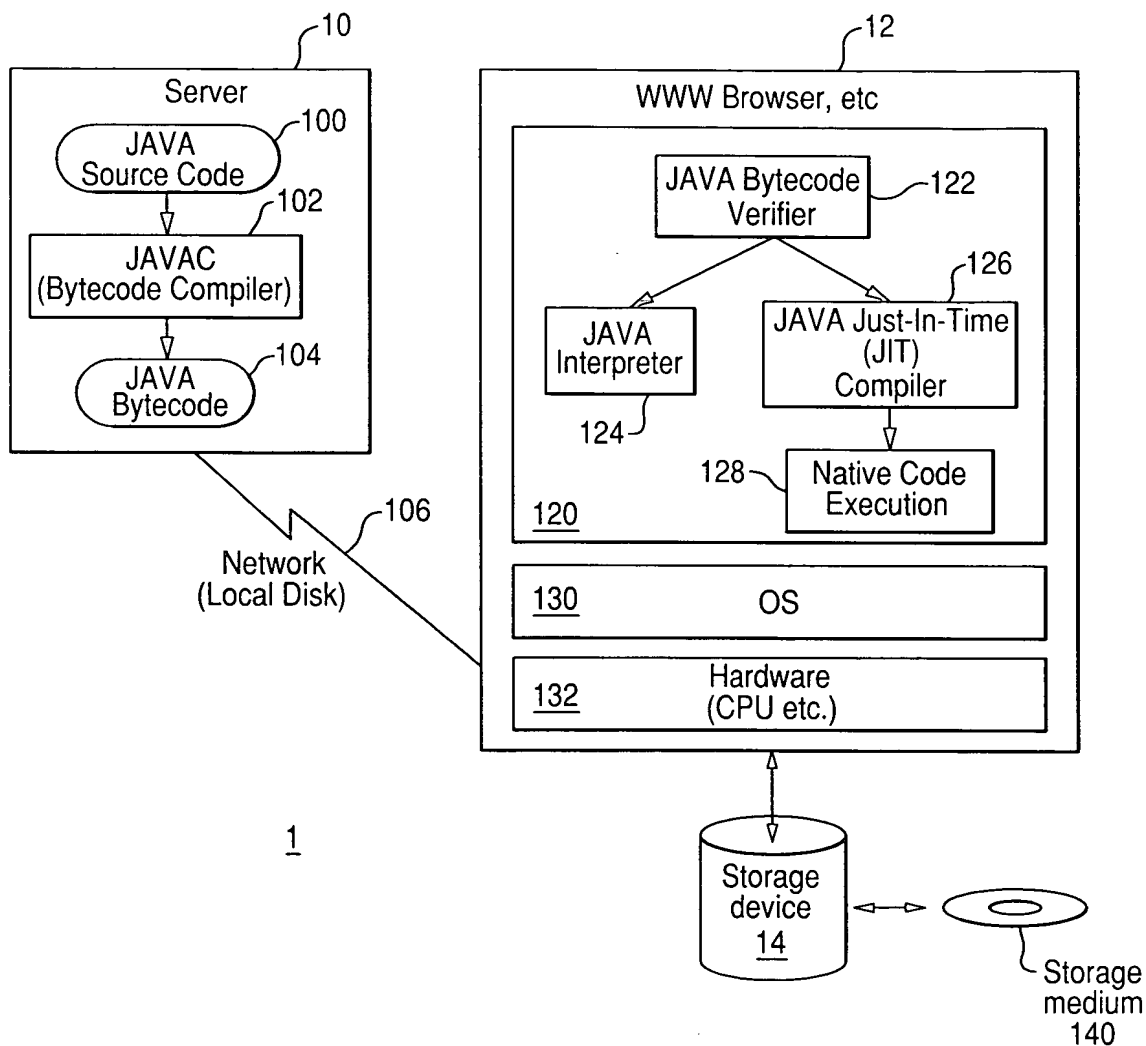 10
Server
100
JAVA
Source Code
102
JAVAC
(Bytecode Compiler)
104
JAVA
Bytecode
106
Network
(Local Disk)
12
WWW Browser, etc
JAVA Bytecode
Verifier
122
126
JAVA
Interpreter
124
JAVA Just-In-Time
(JIT)
Compiler
128
Native Code
Execution
120
130
OS
132
Hardware
(CPU etc.)
1
Storage
device
14
Storage
medium
140